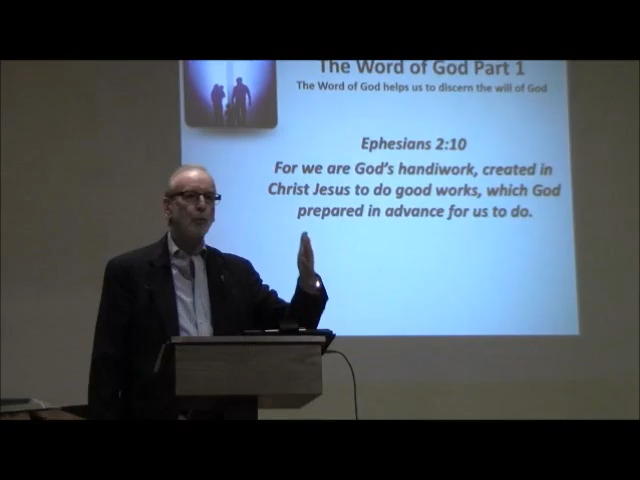 The Word of God Part 1
The Word of God helps us to discern the will of God
Ephesians 2:10
For we are God's handiwork, created in
Christ Jesus to do good works, which God
prepared in advance for us to do.